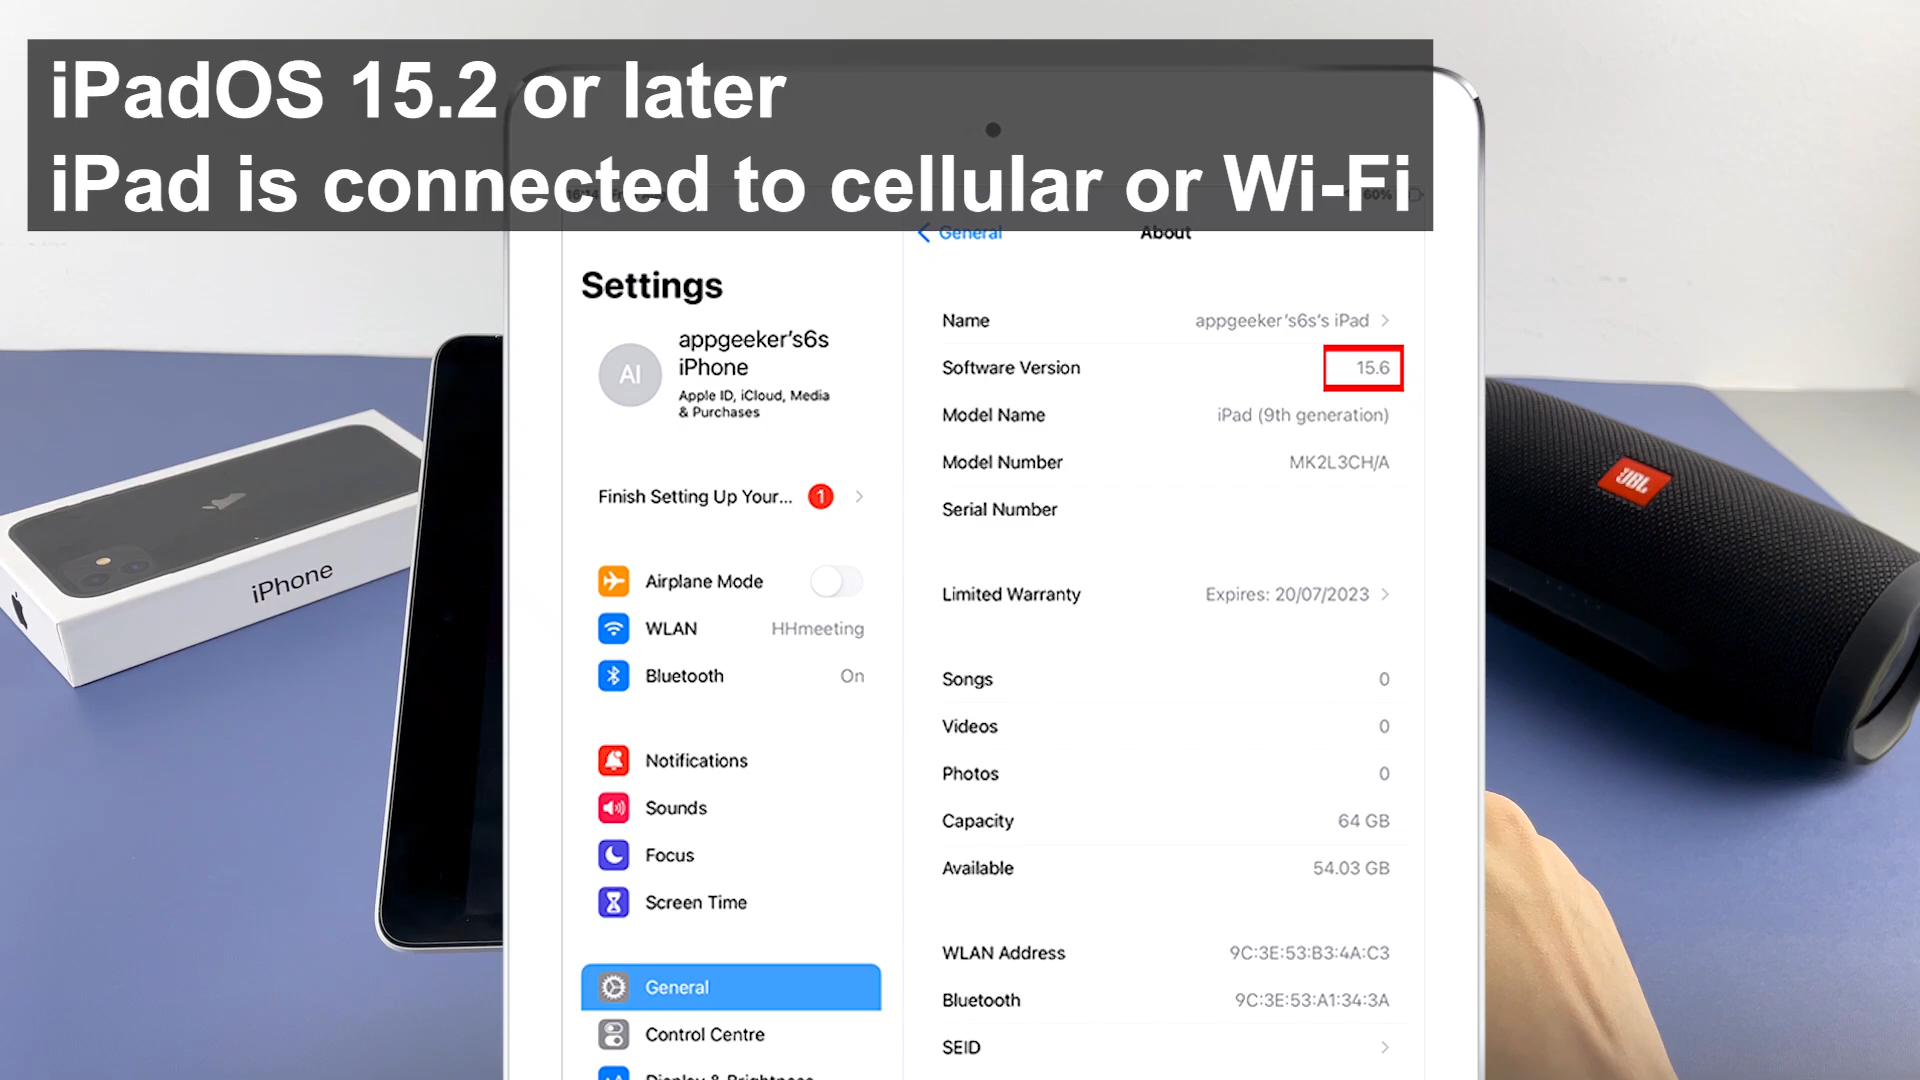 iPadOS 15.2 or later
iPad is connected to cellular or Wi-Fi
60%
General
About
Settings
AI
appgeeker's6s
iPhone
Apple ID, iCloud, Media
& Purchases
Finish Setting Up Your...
1
Airplane Mode
WLAN
HHmeeting
Bluetooth
On
Notifications
Sounds
Focus
Screen Time
General
Control Centre
Display & Brightness
Name
appgeeker's6s's iPad
Software Version
15.6
Model Name
iPad (9th generation)
Model Number
MK2L3CH/A
Serial Number
Limited Warranty
Expires: 20/07/2023
Songs
0
Videos
0
Photos
0
Capacity
64 GB
Available
54.03 GB
WLAN Address
9C:3E:53:B3:4A:C3
Bluetooth
9C:3E:53:A1:34:3A
SEID
iPhone
JBL